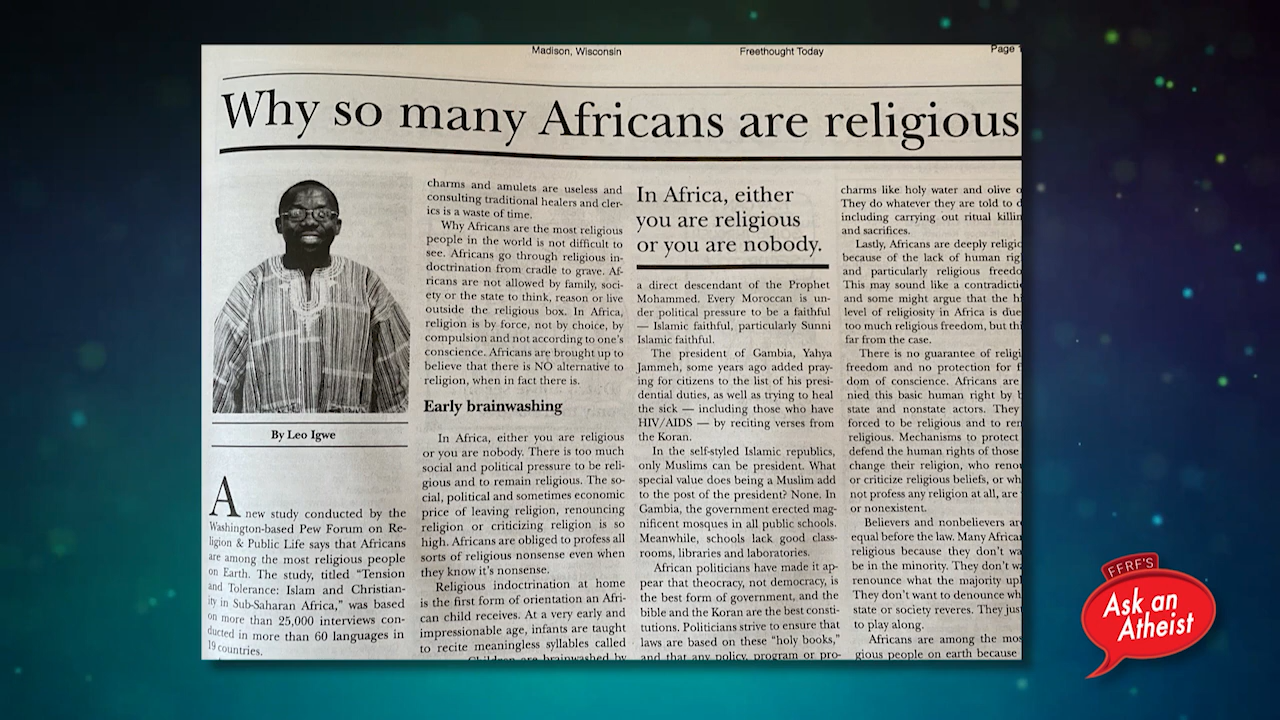 Madison, Wisconsin
Freethought Today
Page
Why so many Africans are religious
By Leo Igwe
A new study conducted by the
Washington-based Pew Forum on Re-
ligion & Public Life says that Africans
are among the most religious people
on Earth. The study, titled “Tension
and Tolerance: Islam and Christian-
ity in Sub-Saharan Africa,” was based
on more than 25,000 interviews con-
ducted in more than 60 languages in
19 countries.
charms and amulets are useless and
consulting traditional healers and cler-
ics is a waste of time.
Why Africans are the most religious
people in the world is not difficult to
see. Africans go through religious in-
doctrination from cradle to grave. Af-
ricans are not allowed by family, soci-
ety or the state to think, reason or live
outside the religious box. In Africa,
religion is by force, not by choice, by
compulsion and not according to one’s
conscience. Africans are brought up to
believe that there is NO alternative to
religion, when in fact there is.
Early brainwashing
In Africa, either you are religious
or you are nobody. There is too much
social and political pressure to be reli-
gious and to remain religious. The so-
cial, political and sometimes economic
price of leaving religion, renouncing
religion or criticizing religion is so
high. Africans are obliged to profess all
sorts of religious nonsense even when
they know it’s nonsense.
Religious indoctrination at home
is the first form of orientation an Afri-
can child receives. At a very early and
impressionable age, infants are taught
to recite meaningless syllables called
Children are brainwashed by
In Africa, either
you are religious
or you are nobody.
a direct descendant of the Prophet
Mohammed. Every Moroccan is un-
der political pressure to be a faithful
— Islamic faithful, particularly Sunni
Islamic faithful.
The president of Gambia, Yahya
Jammeh, some years ago added pray-
ing for citizens to the list of his presi-
dential duties, as well as trying to heal
the sick — including those who have
HIV/AIDS — by reciting verses from
the Koran.
In the self-styled Islamic republics,
only Muslims can be president. What
special value does being a Muslim add
to the post of the president? None. In
Gambia, the government erected mag-
nificent mosques in all public schools.
Meanwhile, schools lack good class-
rooms, libraries and laboratories.
African politicians have made it ap-
pear that theocracy, not democracy, is
the best form of government, and the
bible and the Koran are the best consti-
tutions. Politicians strive to ensure that
laws are based on these “holy books,”
and that any policy, program or pro-
charms like holy water and olive o
They do whatever they are told to d
including carrying out ritual killin
and sacrifices.
Lastly, Africans are deeply religio
because of the lack of human rig
and particularly religious freedo
This may sound like a contradictio
and some might argue that the hi
level of religiosity in Africa is due
too much religious freedom, but thi
far from the case.
There is no guarantee of religi
freedom and no protection for f
dom of conscience. Africans are
nied this basic human right by b
state and nonstate actors. They
forced to be religious and to rem
religious. Mechanisms to protect
defend the human rights of those
change their religion, who renou
or criticize religious beliefs, or wh
not profess any religion at all, are
or nonexistent.
Believers and nonbelievers are
equal before the law. Many Africa
religious because they don’t wa
be in the minority. They don’t w
renounce what the majority upl
They don’t want to denounce wh
state or society reveres. They jus
to play along.
Africans are among the mos
gious people on earth because
FFRF'S
Ask an
Atheist